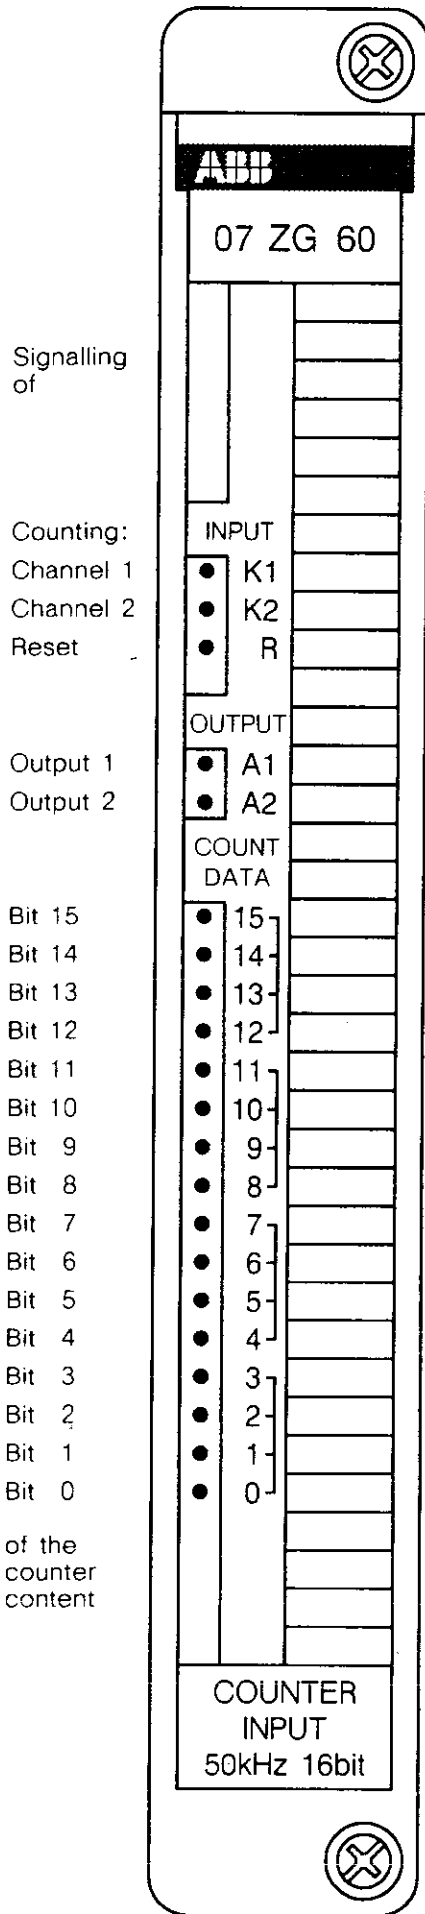 ABB
07 ZG 60
Signalling
of
Counting: INPUT
Channel 1 K1
Channel 2 K2
Reset R
OUTPUT
Output 1 A1
Output 2 A2
COUNT
DATA
Bit 15 15
Bit 14 14
Bit 13 13
Bit 12 12
Bit 11 11
Bit 10 10
Bit 9 9
Bit 8 8
Bit 7 7
Bit 6 6
Bit 5 5
Bit 4 4
Bit 3 3
Bit 2 2
Bit 1 1
Bit 0 0
of the
counter
content
COUNTER
INPUT
50kHz 16bit